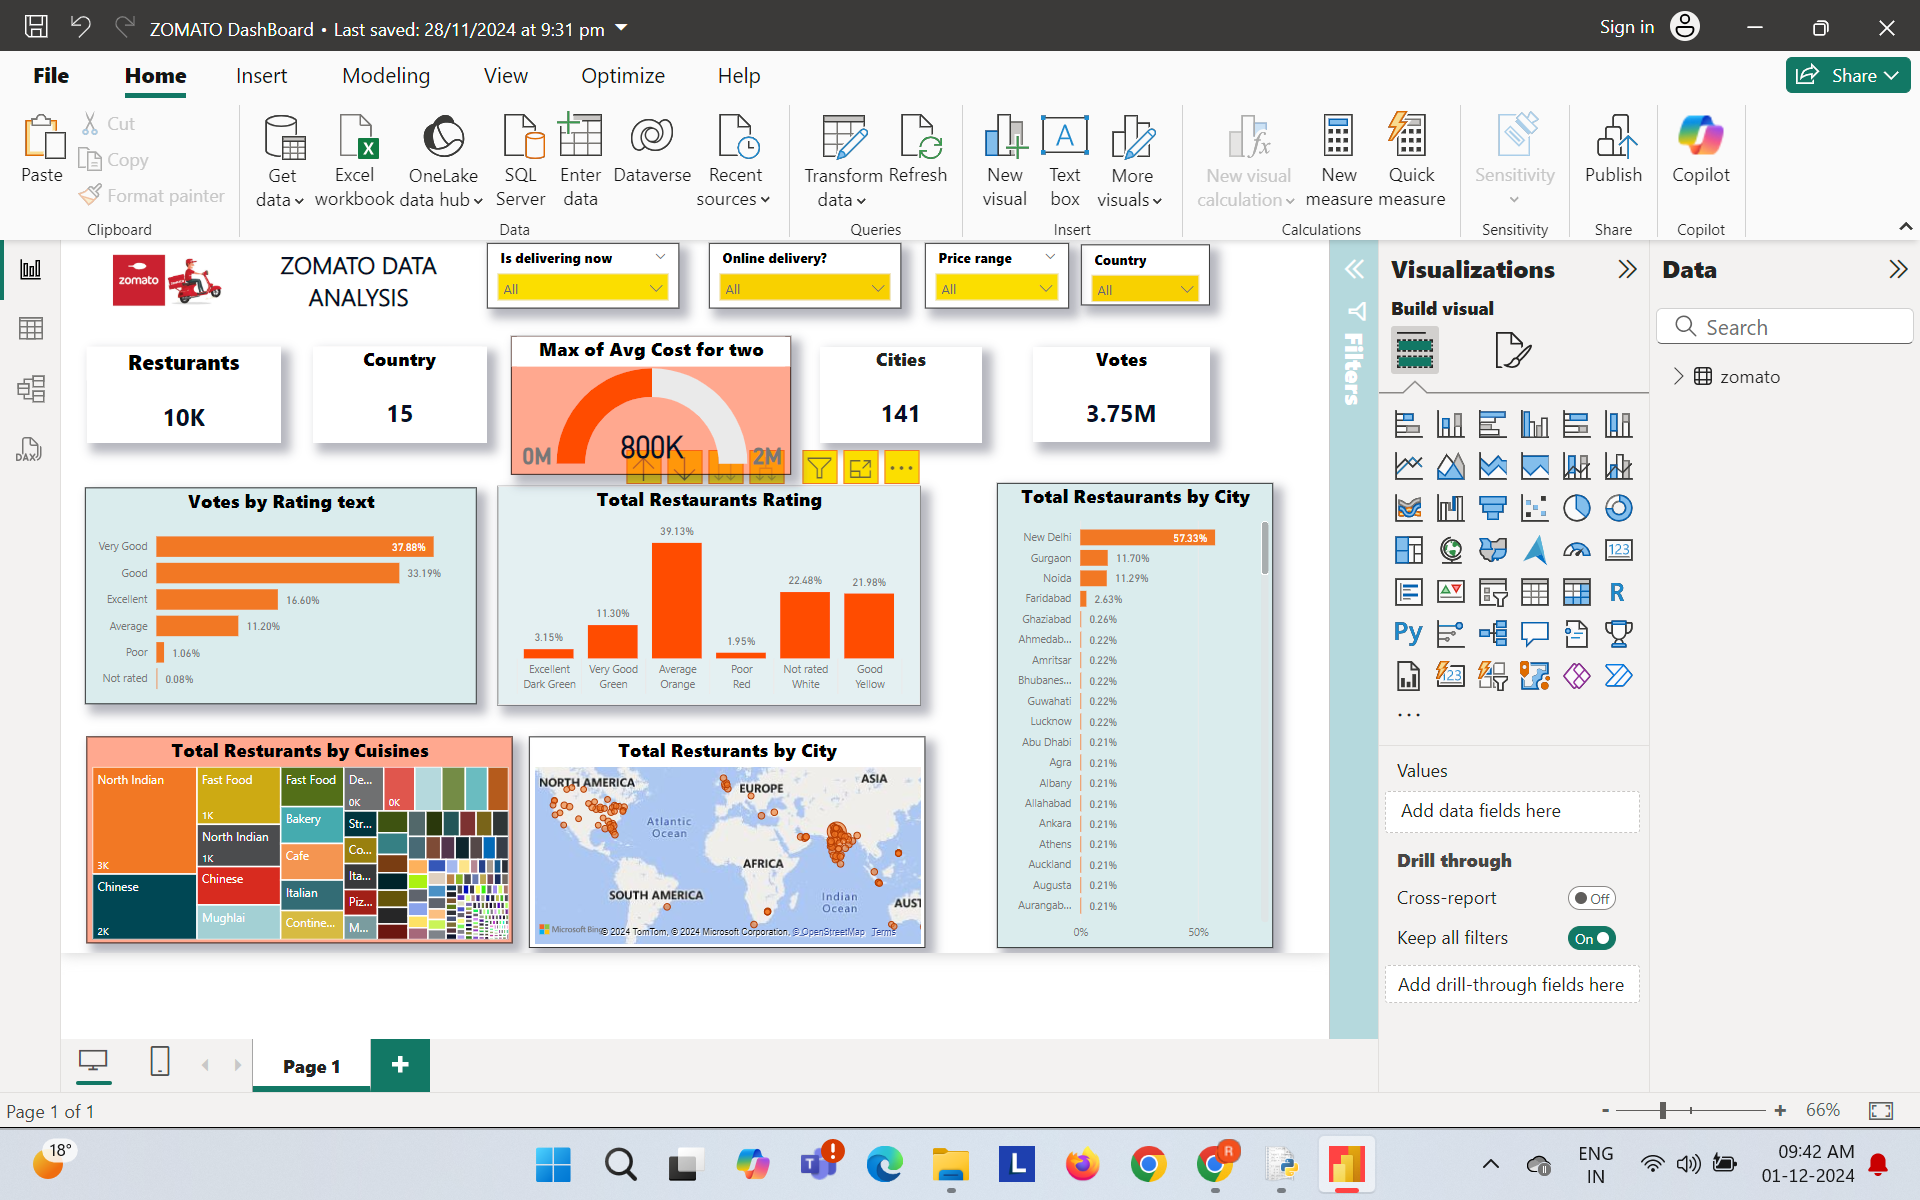 ZOMATO DashBoard • Last saved: 28/11/2024 at 9:31 pm
Sign in
File
Home
Insert
Modeling
View
Optimize
Help
Share
Paste
Cut
Copy
Format painter
Clipboard
Get data
Excel workbook
OneLake data hub
SQL Server
Enter data
Dataverse
Recent sources
Data
Transform data
Refresh
Queries
New visual
Text box
More visuals
Insert
New visual calculation
New measure
Quick measure
Calculations
Sensitivity
Sensitivity
Publish
Share
Copilot
Copilot
zomato
ZOMATO DATA
ANALYSIS
Is delivering now
All
Online delivery?
All
Price range
All
Country
All
Resturants
10K
Country
15
Max of Avg Cost for two
0M
800K
2M
Cities
141
Votes
3.75M
Votes by Rating text
Very Good 37.88%
Good 33.19%
Excellent 16.60%
Average 11.20%
Poor 1.06%
Not rated 0.08%
Total Restaurants Rating
3.15%
11.30%
39.13%
1.95%
22.48%
21.98%
Excellent Very Good Average Poor Not rated Good
Dark Green Green Orange Red White Yellow
Total Restaurants by City
New Delhi 57.33%
Gurgaon 11.70%
Noida 11.29%
Faridabad 2.63%
Ghaziabad 0.26%
Ahmedab... 0.22%
Amritsar 0.22%
Bhubanes... 0.22%
Guwahati 0.22%
Lucknow 0.22%
Abu Dhabi 0.21%
Agra 0.21%
Albany 0.21%
Allahabad 0.21%
Ankara 0.21%
Athens 0.21%
Auckland 0.21%
Augusta 0.21%
Aurangab... 0.21%
0% 50%
Total Resturants by Cuisines
North Indian
3K
Chinese
2K
Fast Food
1K
North Indian
1K
Chinese
Mughlai
Fast Food
Bakery
Cafe
Italian
Contine...
De...
0K
0K
Str...
Co...
Ita...
Piz...
M...
Total Resturants by City
NORTH AMERICA
EUROPE
ASIA
Atlantic
Ocean
AFRICA
SOUTH AMERICA
Indian
Ocean
AUST
Microsoft Bing
© 2024 TomTom, © 2024 Microsoft Corporation, © OpenStreetMap Terms
Filters
Visualizations
Build visual
123
R
Py
123
...
Values
Add data fields here
Drill through
Cross-report
Off
Keep all filters
On
Add drill-through fields here
Data
Search
zomato
DAX
Page 1
Page 1 of 1
66%
18°
ENG
IN
09:42 AM
01-12-2024